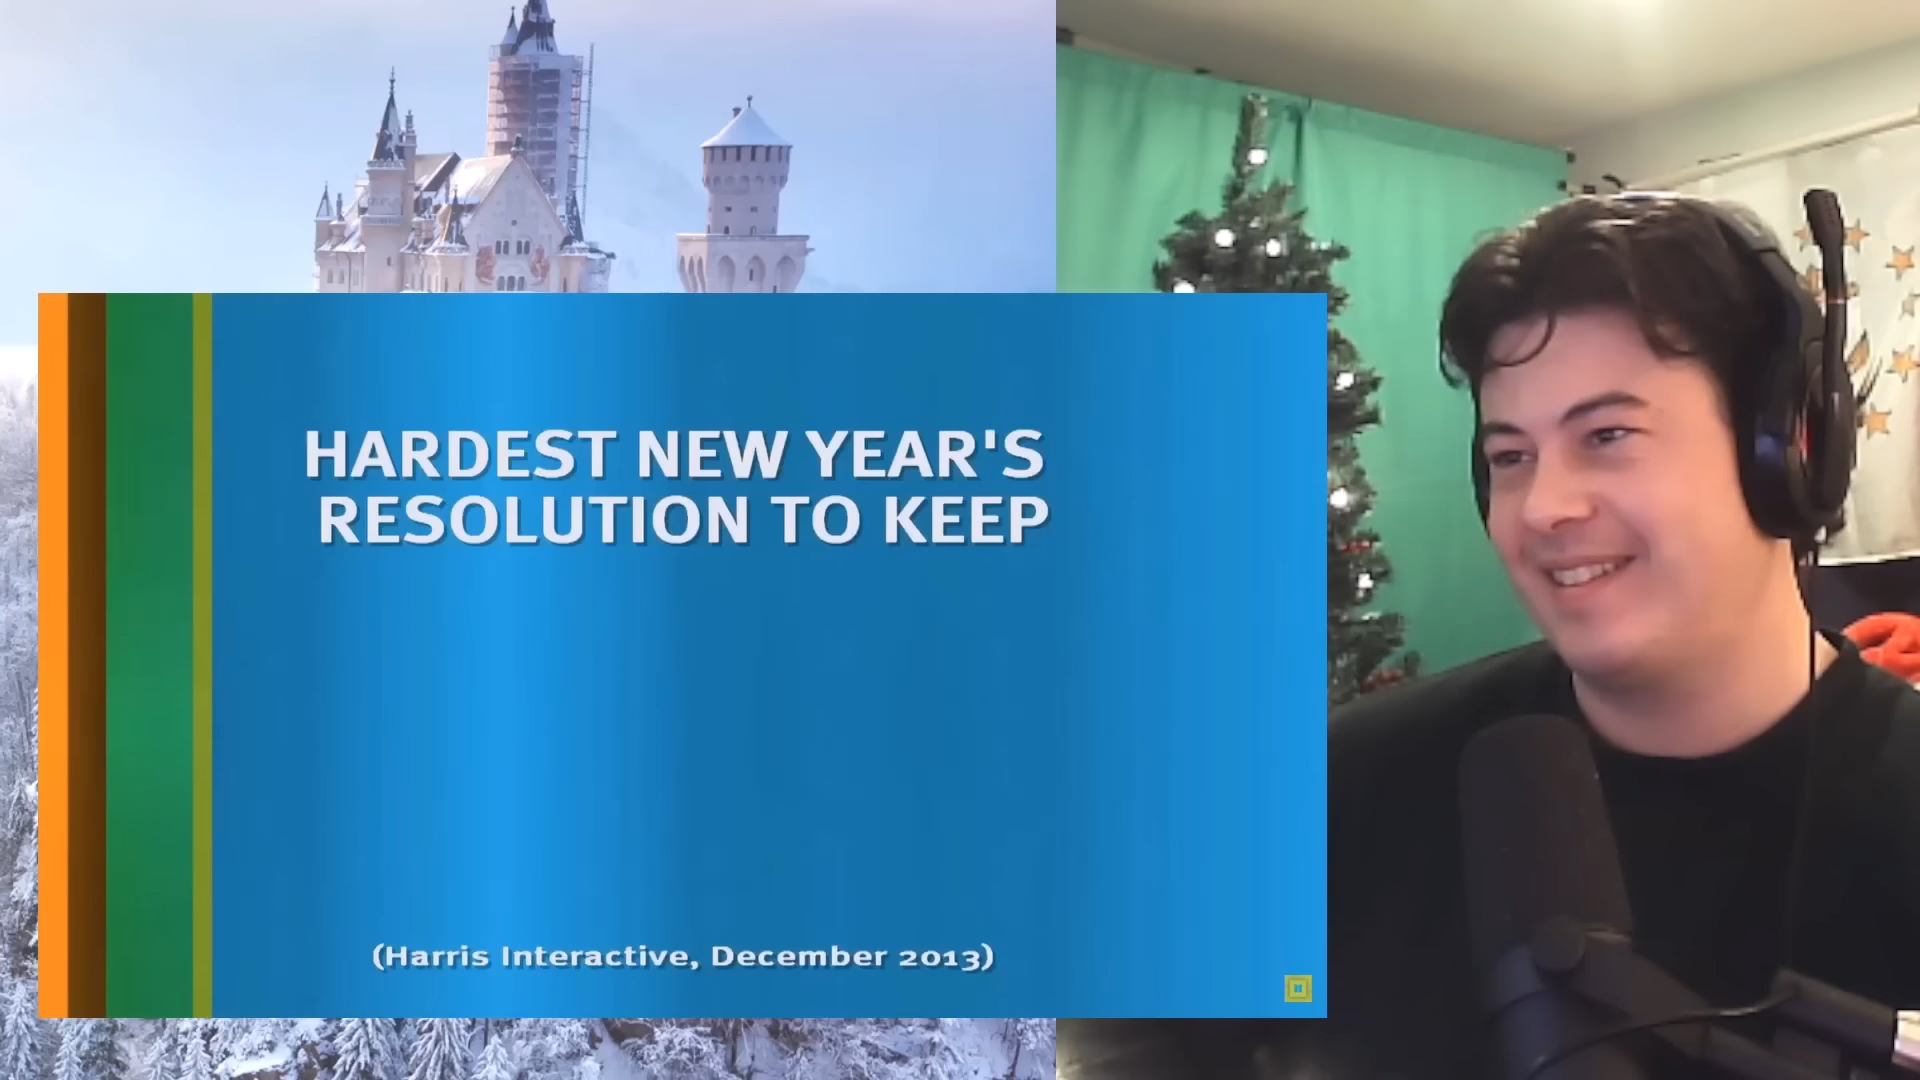 HARDEST NEW YEAR'S
RESOLUTION TO KEEP
(Harris Interactive, December 2013)